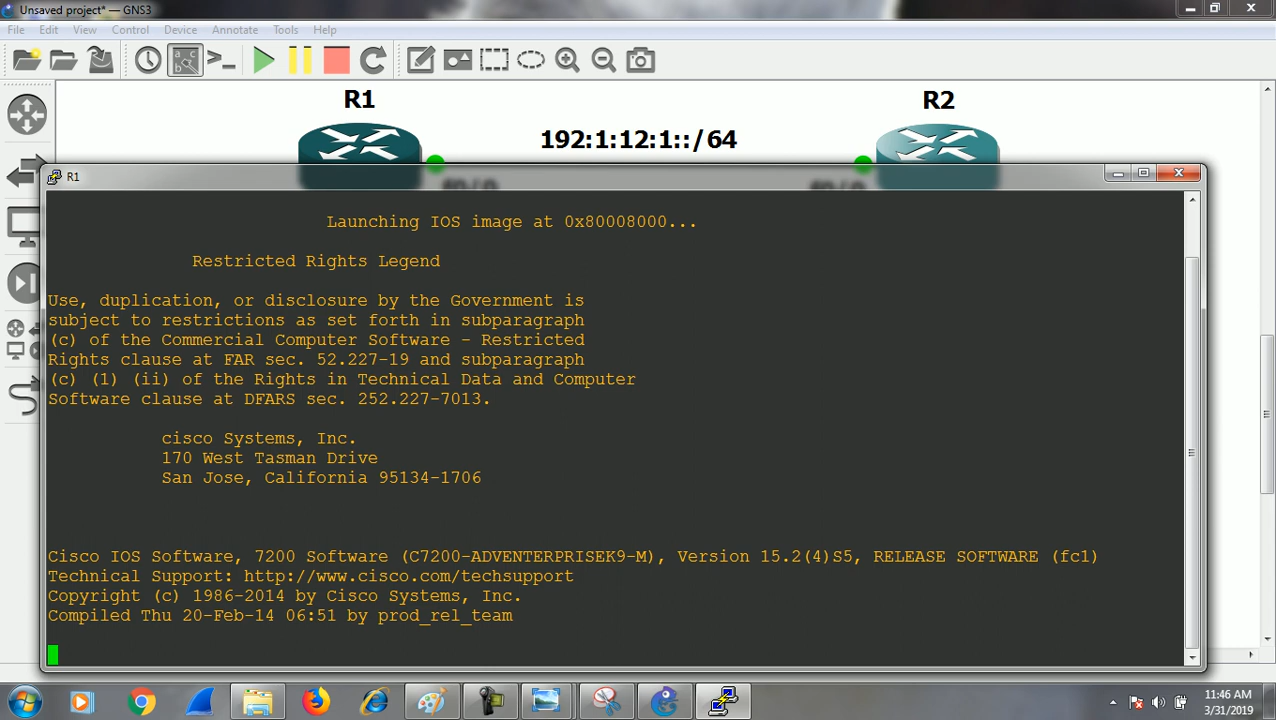 Unsaved project* — GNS3
File Edit View Control Device Annotate Tools Help
R1
R2
192:1:12:1::/64
R1
Launching IOS image at 0x80008000...
Restricted Rights Legend
Use, duplication, or disclosure by the Government is
subject to restrictions as set forth in subparagraph
(c) of the Commercial Computer Software - Restricted
Rights clause at FAR sec. 52.227-19 and subparagraph
(c) (1) (ii) of the Rights in Technical Data and Computer
Software clause at DFARS sec. 252.227-7013.
cisco Systems, Inc.
170 West Tasman Drive
San Jose, California 95134-1706
Cisco IOS Software, 7200 Software (C7200-ADVENTERPRISEK9-M), Version 15.2(4)S5, RELEASE SOFTWARE (fc1)
Technical Support: http://www.cisco.com/techsupport
Copyright (c) 1986-2014 by Cisco Systems, Inc.
Compiled Thu 20-Feb-14 06:51 by prod_rel_team
11:46 AM
3/31/2019